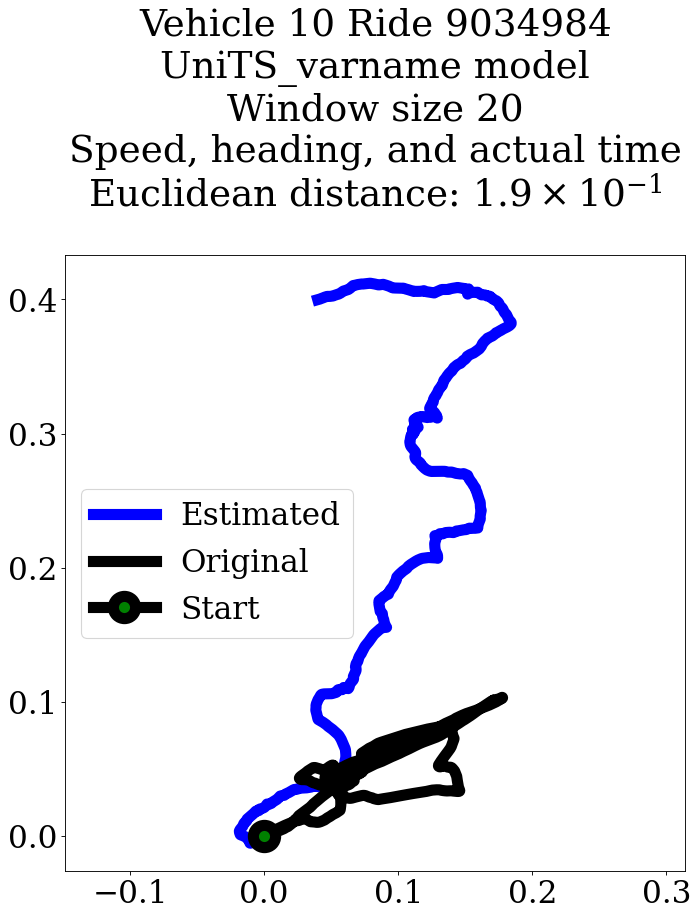 Vehicle 10 Ride 9034984
UniTS_varname model
Window size 20
Speed, heading, and actual time
Euclidean distance: 1.9 × 10⁻¹
0.4
0.3
0.2
0.1
0.0
Estimated
Original
Start
−0.1 0.0 0.1 0.2 0.3